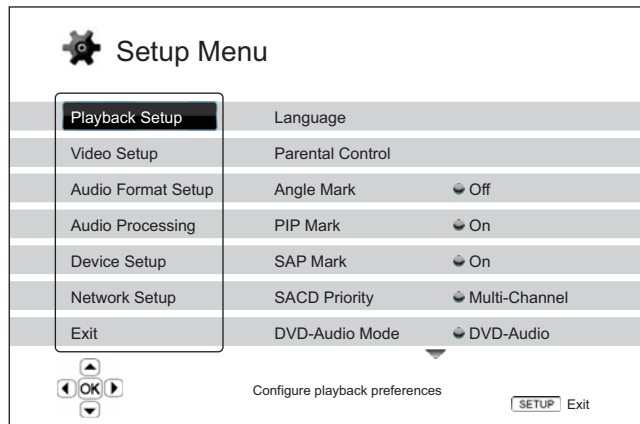 Setup Menu
Playback Setup Language
Video Setup Parental Control
Audio Format Setup Angle Mark Off
Audio Processing PIP Mark On
Device Setup SAP Mark On
Network Setup SACD Priority Multi-Channel
Exit DVD-Audio Mode DVD-Audio
OK Configure playback preferences
SETUP Exit